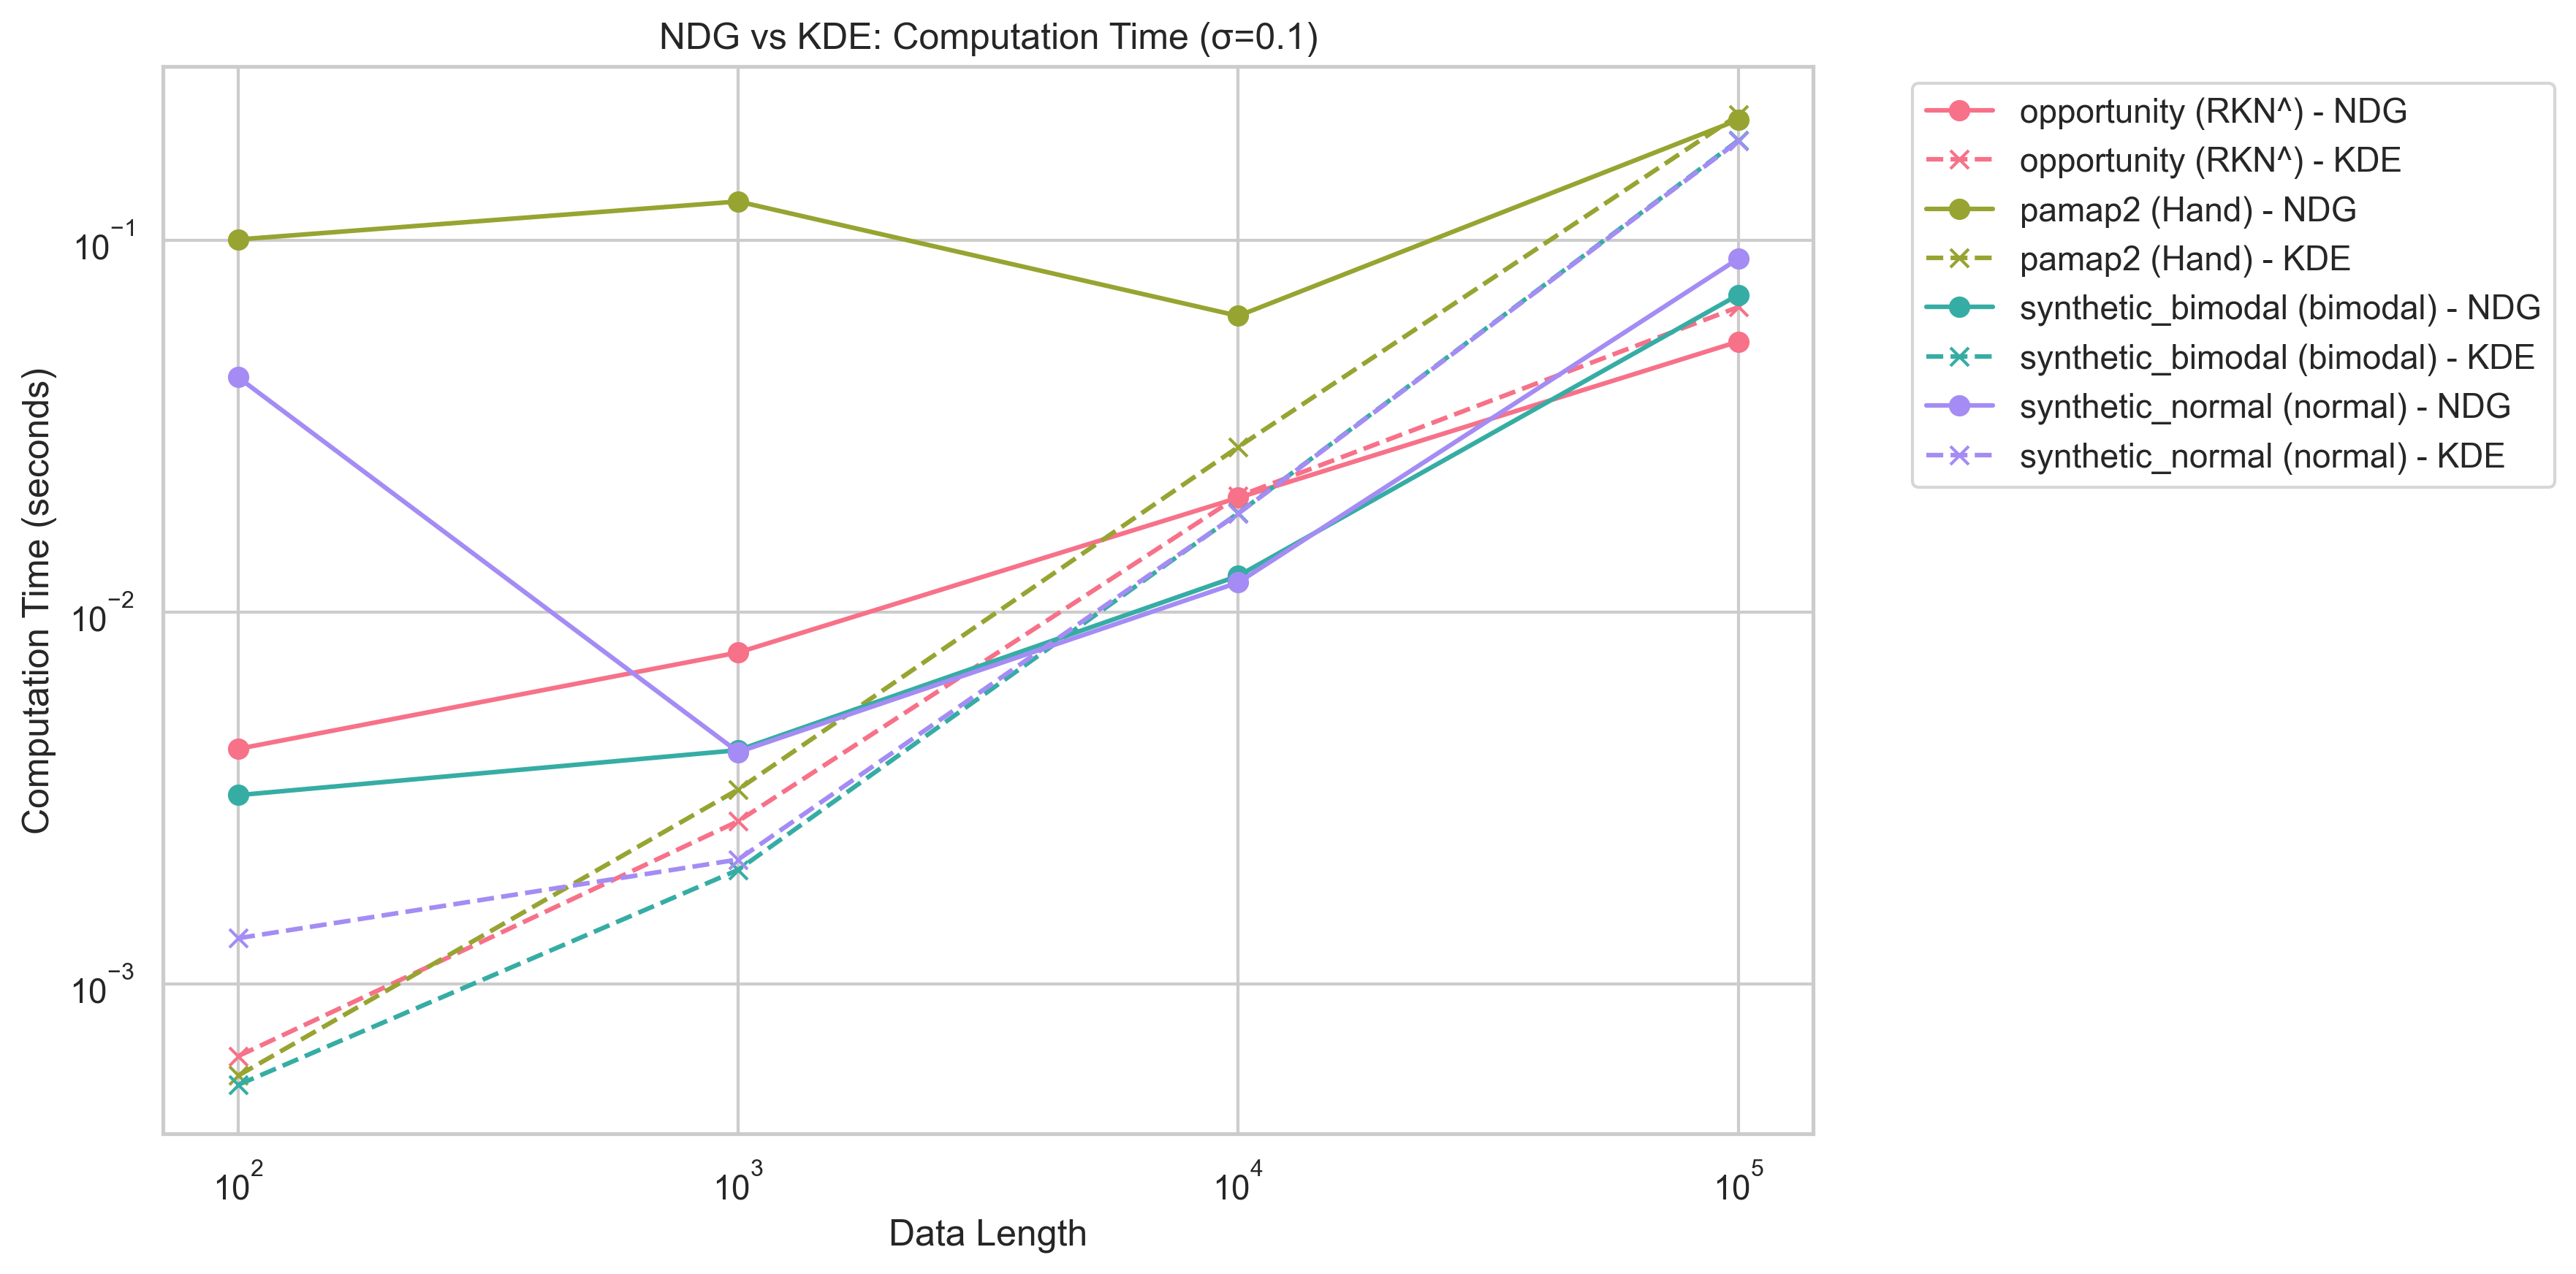 NDG vs KDE: Computation Time (σ=0.1)
Computation Time (seconds)
10⁻¹
10⁻²
10⁻³
10² 10³ 10⁴ 10⁵
Data Length
opportunity (RKN^) - NDG
opportunity (RKN^) - KDE
pamap2 (Hand) - NDG
pamap2 (Hand) - KDE
synthetic_bimodal (bimodal) - NDG
synthetic_bimodal (bimodal) - KDE
synthetic_normal (normal) - NDG
synthetic_normal (normal) - KDE